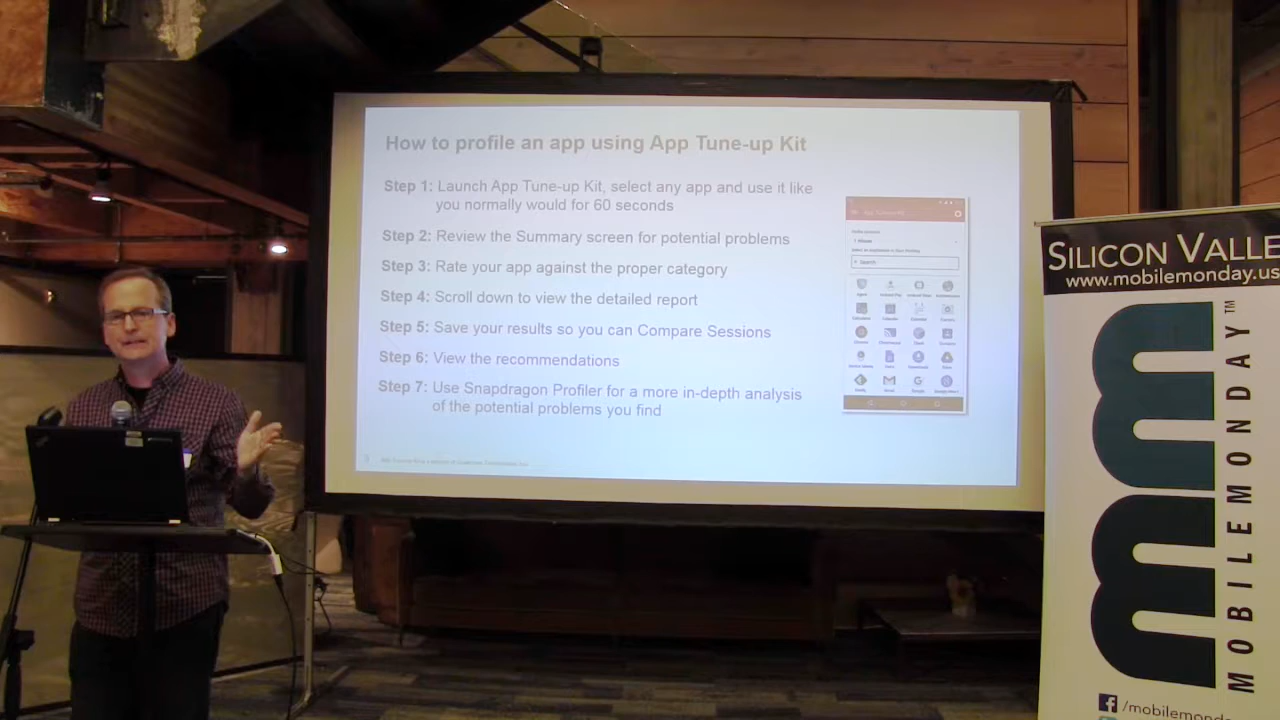 How to profile an app using App Tune-up Kit
Step 1: Launch App Tune-up Kit, select any app and use it like
you normally would for 60 seconds
Step 2: Review the Summary screen for potential problems
Step 3: Rate your app against the proper category
Step 4: Scroll down to view the detailed report
Step 5: Save your results so you can Compare Sessions
Step 6: View the recommendations
Step 7: Use Snapdragon Profiler for a more in-depth analysis
of the potential problems you find
Search
Gmail
SILICON VALLE
www.mobilemonday.us
MOBILEMONDAY™
/mobilemonda